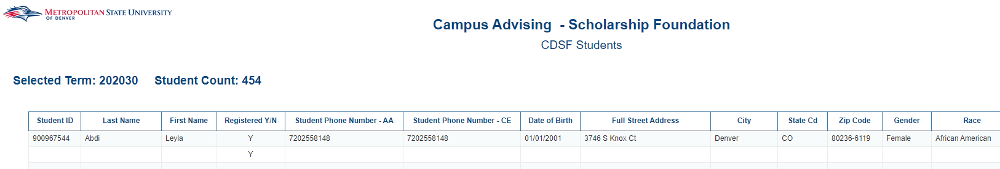 METROPOLITAN STATE UNIVERSITY
OF DENVER
Campus Advising - Scholarship Foundation
CDSF Students
Selected Term: 202030 Student Count: 454
Student ID Last Name First Name Registered Y/N Student Phone Number - AA Student Phone Number - CE Date of Birth Full Street Address City State Cd Zip Code Gender Race
900967544 Abdi Leyla Y 7202558148 7202558148 01/01/2001 3746 S Knox Ct Denver CO 80236-6119 Female African American
Y